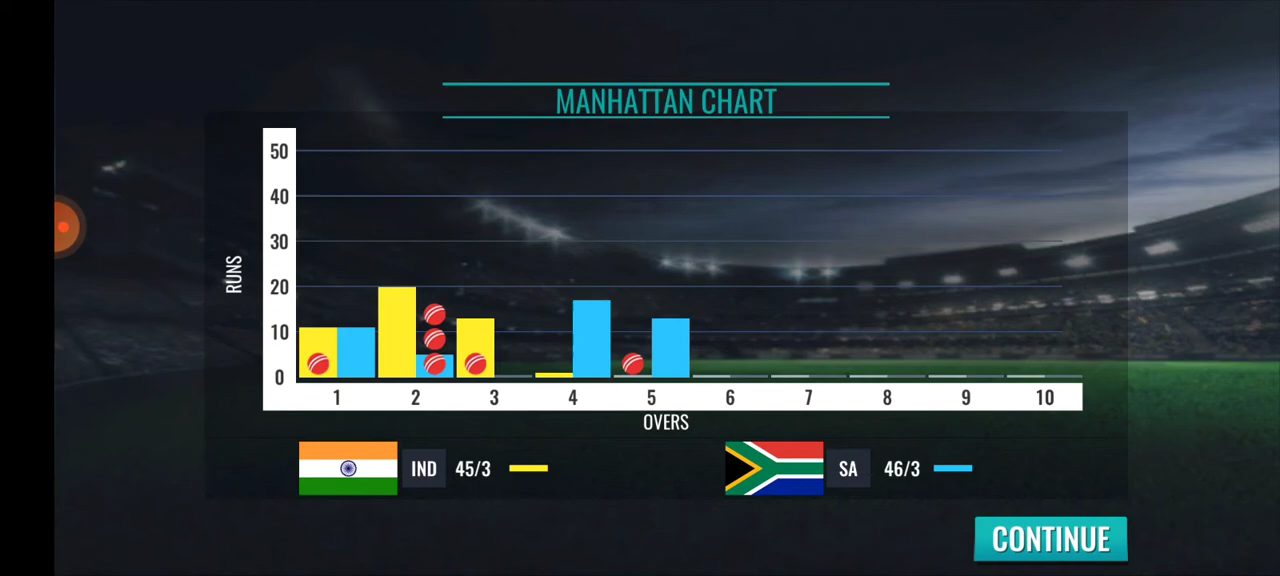 MANHATTAN CHART
50
40
30
20
10
0
RUNS
1 2 3 4 5 6 7 8 9 10
OVERS
IND 45/3 SA 46/3
CONTINUE